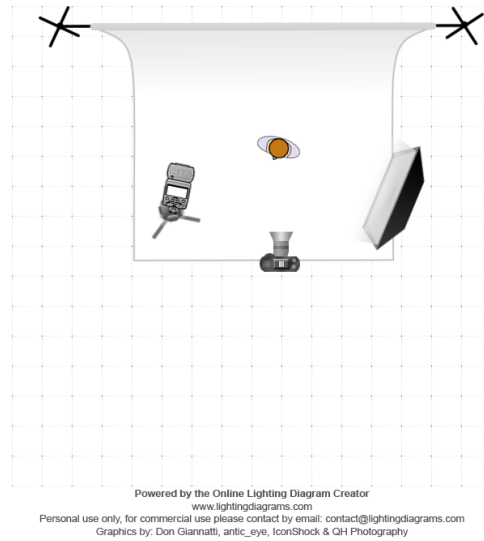 Powered by the Online Lighting Diagram Creator
www.lightingdiagrams.com
Personal use only, for commercial use please contact by email: contact@lightingdiagrams.com
Graphics by: Don Giannatti, antic_eye, IconShock & QH Photography